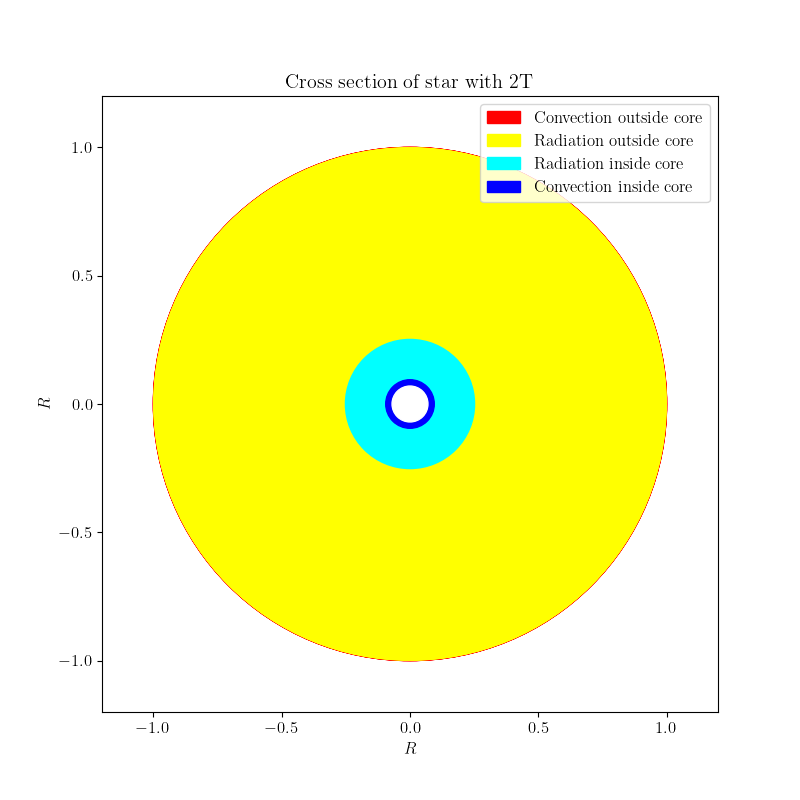 Cross section of star with 2T
Convection outside core
Radiation outside core
Radiation inside core
Convection inside core
1.0
0.5
0.0
−0.5
−1.0
R
−1.0
−0.5
0.0
0.5
1.0
R